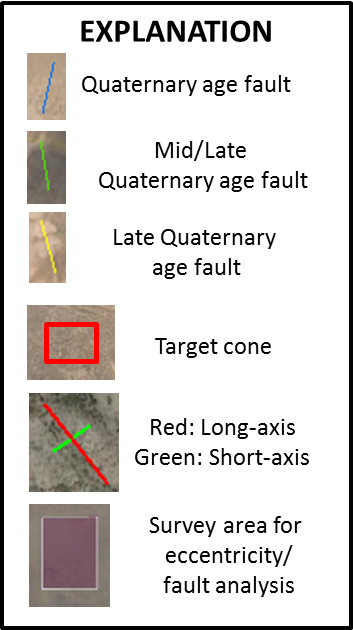 EXPLANATION
Quaternary age fault
Mid/Late
Quaternary age fault
Late Quaternary
age fault
Target cone
Red: Long-axis
Green: Short-axis
Survey area for
eccentricity/
fault analysis